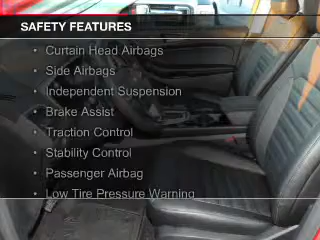 SAFETY FEATURES
• Curtain Head Airbags
• Side Airbags
• Independent Suspension
• Brake Assist
• Traction Control
• Stability Control
• Passenger Airbag
• Low Tire Pressure Warning